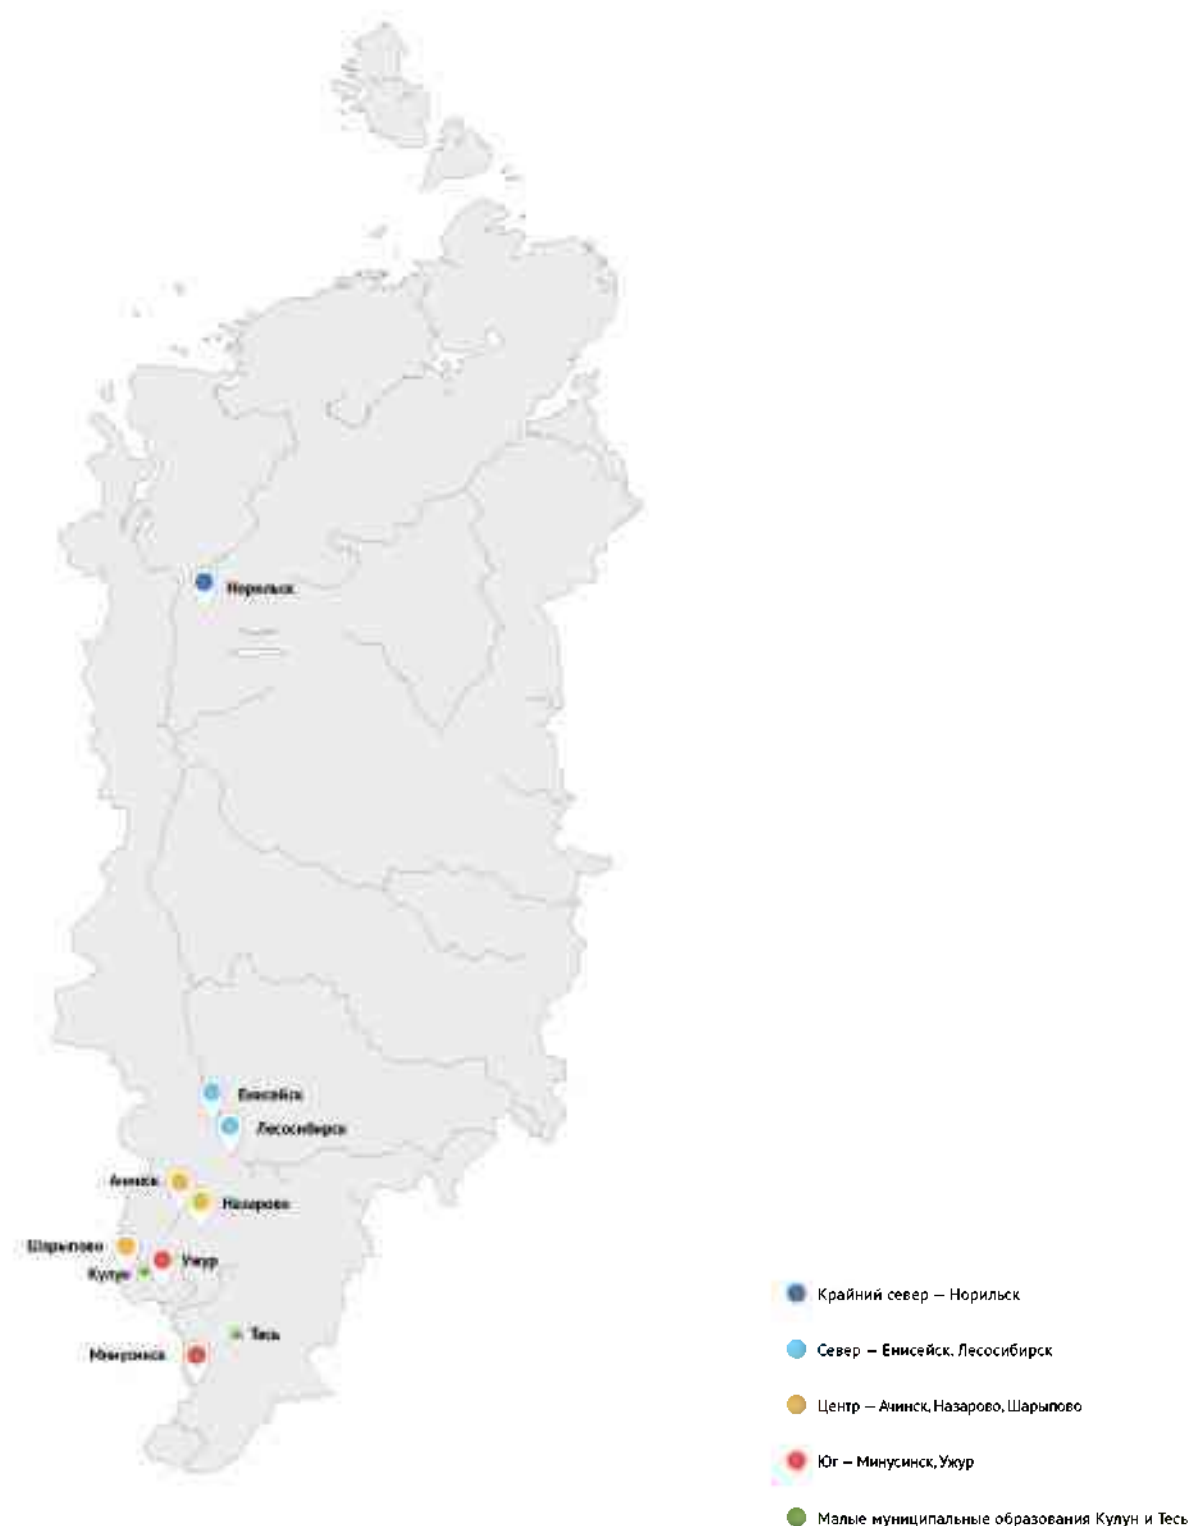 Норильск
Енисейск
Лесосибирск
Ачинск
Назарово
Шарыпово
Ужур
Кулун
Тесь
Минусинск
Крайний север – Норильск
Север – Енисейск, Лесосибирск
Центр – Ачинск, Назарово, Шарыпово
Юг – Минусинск, Ужур
Малые муниципальные образования Кулун и Тесь